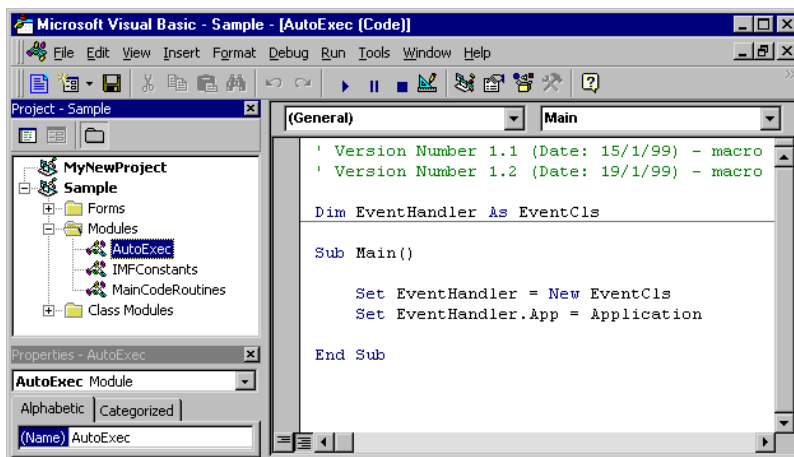 Microsoft Visual Basic - Sample - [AutoExec (Code)]
File Edit View Insert Format Debug Run Tools Window Help
Project - Sample
MyNewProject
Sample
Forms
Modules
AutoExec
IMFConstants
MainCodeRoutines
Class Modules
Properties - AutoExec
AutoExec Module
Alphabetic Categorized
(Name) AutoExec
(General) Main
' Version Number 1.1 (Date: 15/1/99) - macro
' Version Number 1.2 (Date: 19/1/99) - macro
Dim EventHandler As EventCls
Sub Main()
Set EventHandler = New EventCls
Set EventHandler.App = Application
End Sub